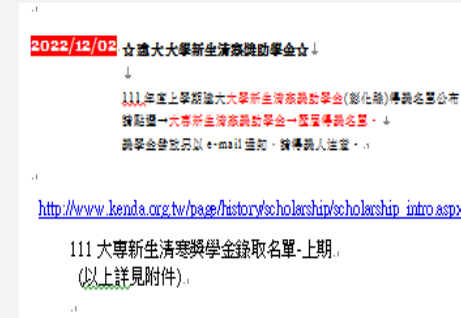 2022/12/02 ☆建大大學新生清寒獎助學金☆
111年度上學期建大大學新生清寒獎助學金(彰化縣)得獎名單公布
請點選→大專新生清寒獎助學金→歷屆得獎名單。
獎學金發放另以 e-mail 通知，請得獎人注意。
http://www.kenda.org.tw/page/history/scholarship/scholarship_intro.aspx
111 大專新生清寒獎學金錄取名單-上期
(以上詳見附件)